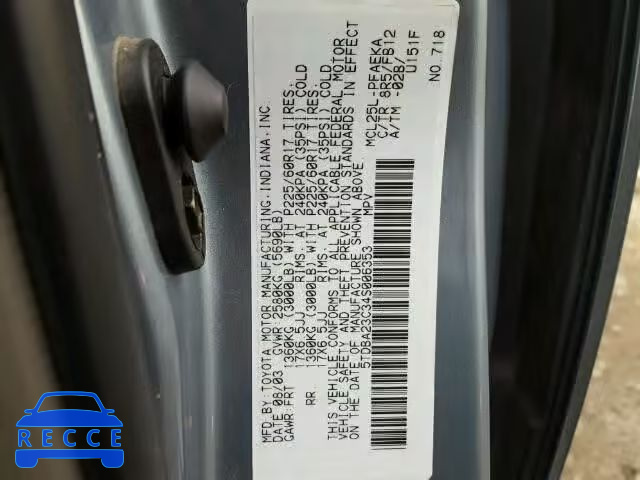 MFD.BY:TOYOTA MOTOR MANUFACTURING,INDIANA,INC.
DATE:08/03 GVWR:2580KG (5690LB)
GAWR:FRT 1360KG (3000LB) WITH P225/60R17 TIRES,
17X6.5JJ RIMS, AT 240KPA (35PSI) COLD
RR. 1360KG (3000LB) WITH P225/60R17 TIRES,
17X6.5JJ RIMS, AT 240KPA (35PSI) COLD
THIS VEHICLE CONFORMS TO ALL APPLICABLE FEDERAL MOTOR
VEHICLE SAFETY AND THEFT PREVENTION STANDARDS IN EFFECT
ON THE DATE OF MANUFACTURE SHOWN ABOVE.
5TDBA23C34S006353 MPV
MCL25L-PFAEKA
C/TR 8R5/FB12
A/TM -02B/ U151F
NO. 718
RECCE